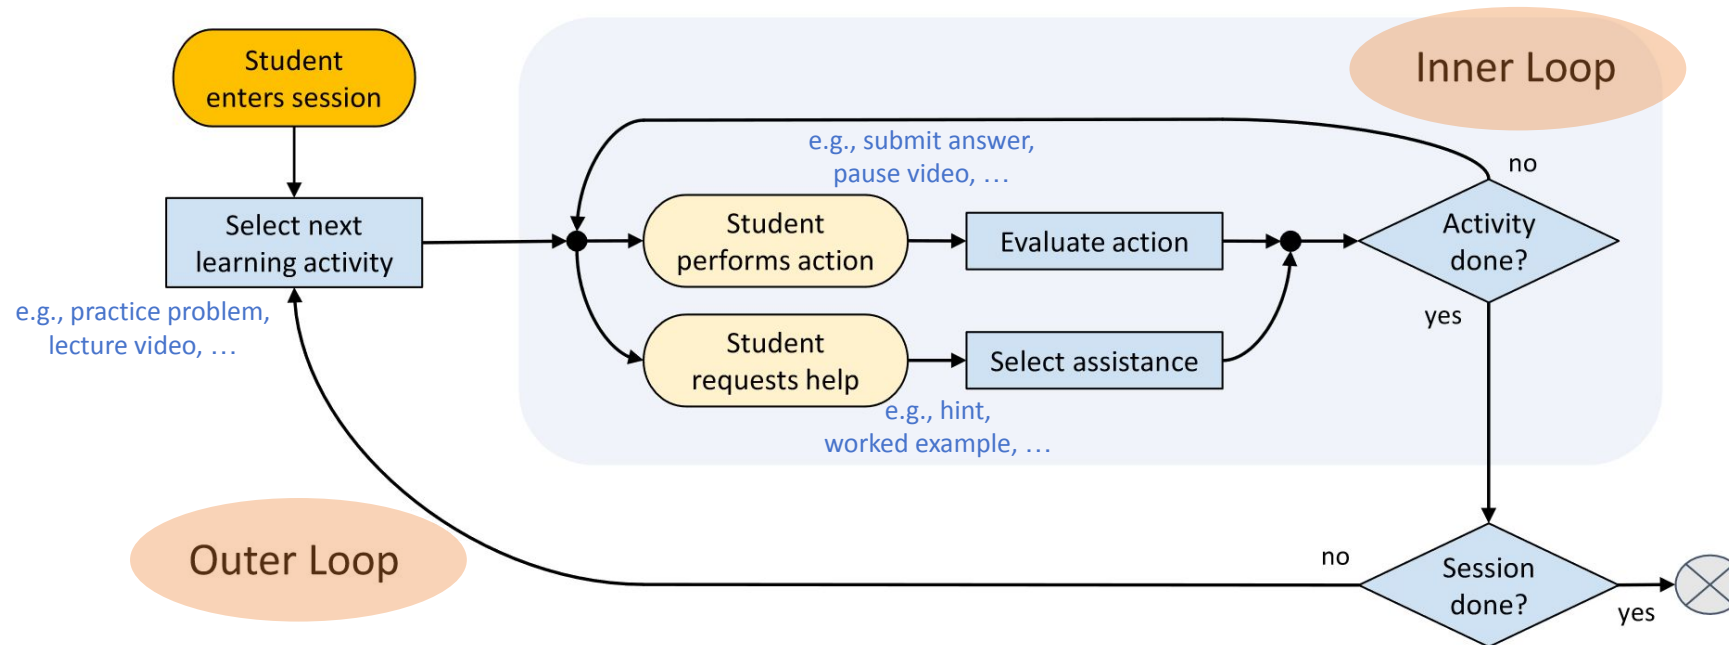 Student
enters session
Inner Loop
e.g., submit answer,
pause video, …
no
Select next
learning activity
Student
performs action
Evaluate action
Activity
done?
e.g., practice problem,
lecture video, …
yes
Student
requests help
Select assistance
e.g., hint,
worked example, …
Outer Loop
no
Session
done?
yes